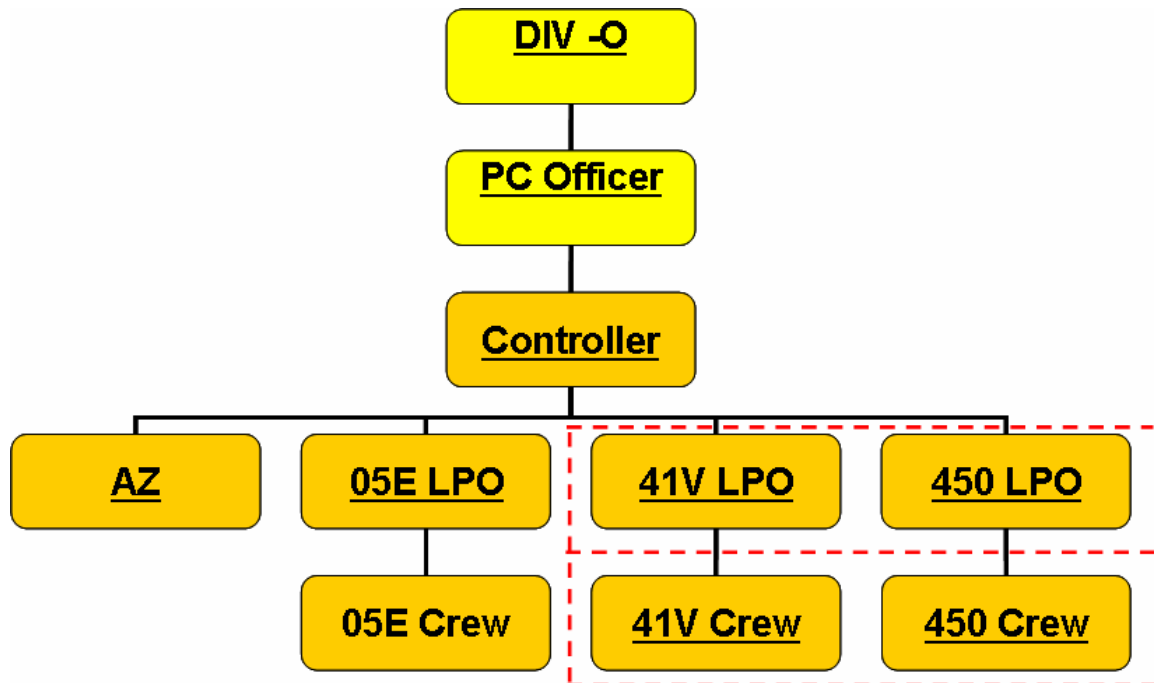 DIV -O
PC Officer
Controller
AZ
05E LPO
41V LPO
450 LPO
05E Crew
41V Crew
450 Crew